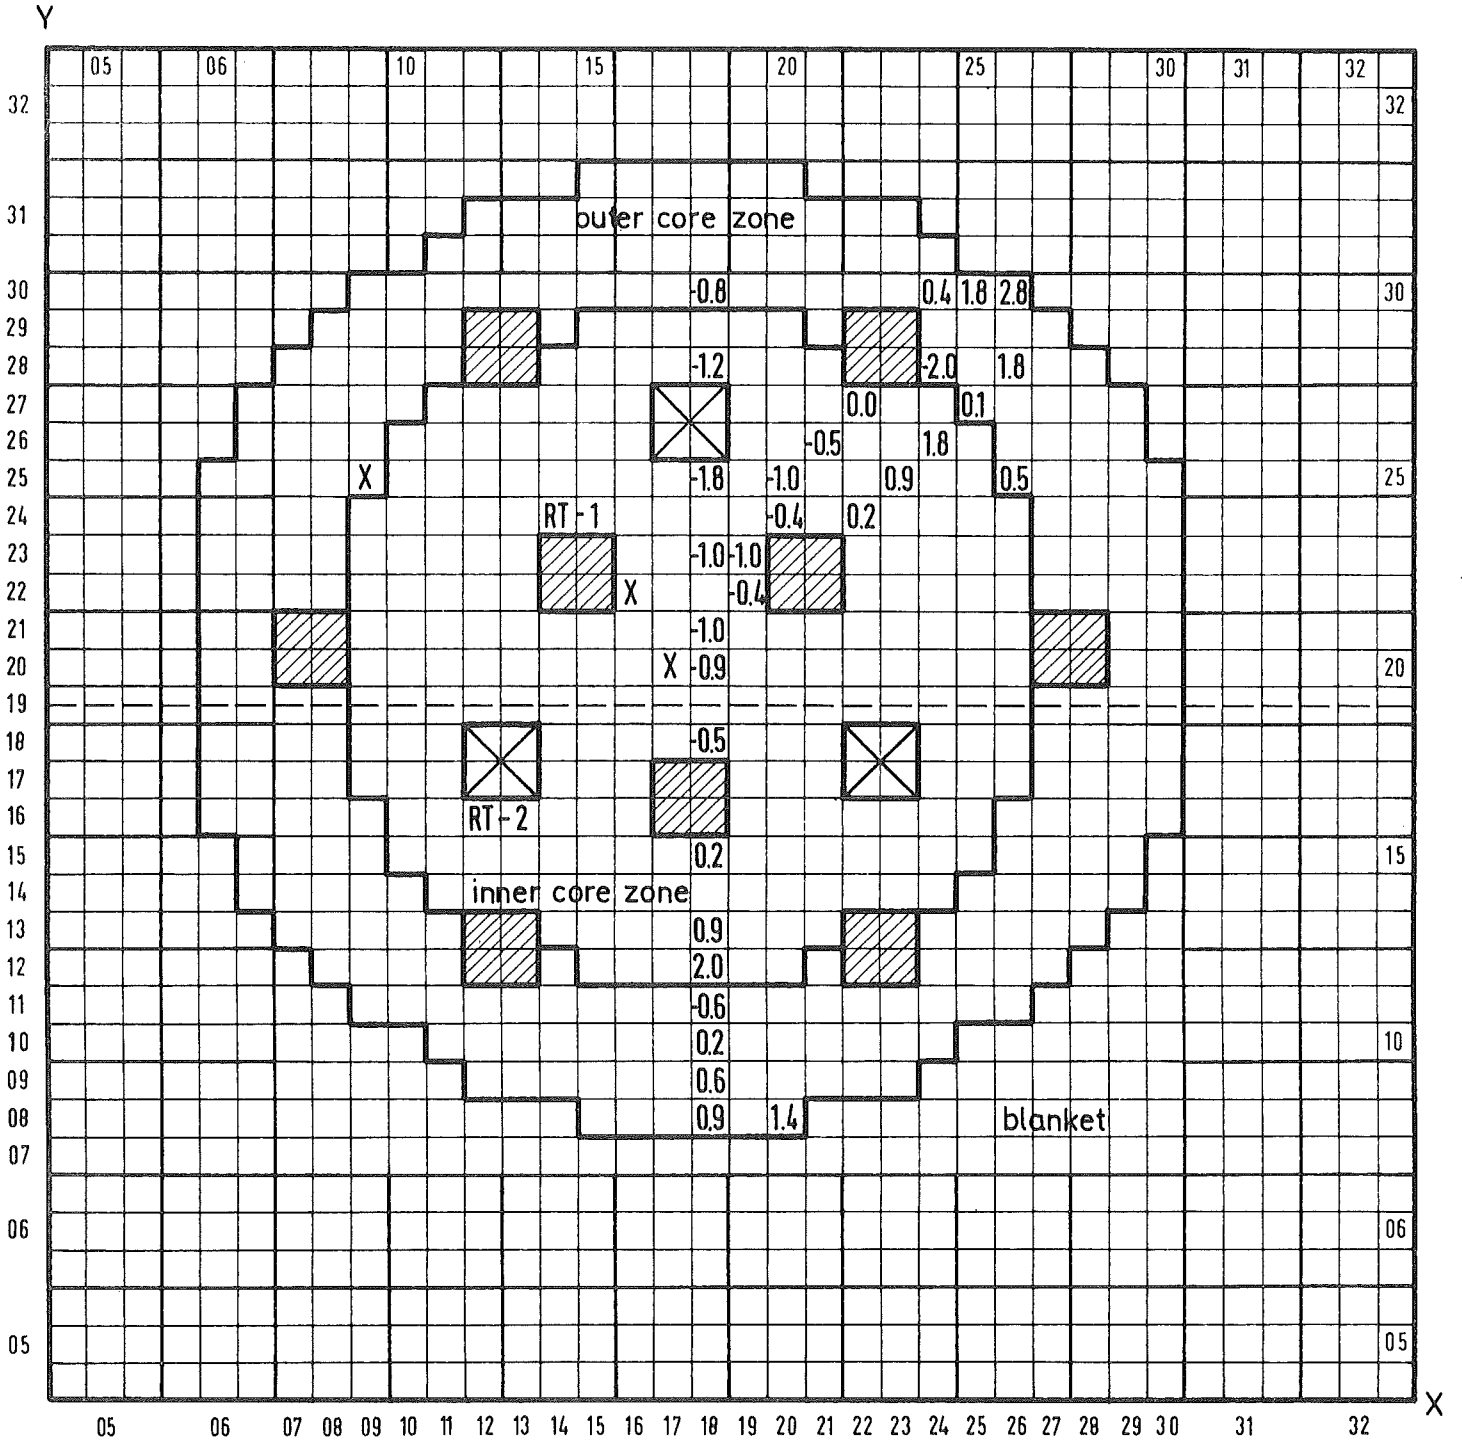 Y
05 06 10 15 20 25 30 31 32
32 32
31 outer core zone
30 -0.8 0.4 1.8 2.8 30
29
28 -1.2 -2.0 1.8
27 0.0 0.1
26 -0.5 1.8
25 X -1.8 -1.0 0.9 0.5 25
24 RT-1 -0.4 0.2
23 -1.0 -1.0
22 X -0.4
21 -1.0
20 X -0.9 20
19
18 -0.5
17
16 RT-2
15 0.2 15
14 inner core zone
13 0.9
12 2.0
11 -0.6
10 0.2 10
09 0.6
08 0.9 1.4 blanket
07
06 06
05 05
X
05 06 07 08 09 10 11 12 13 14 15 16 17 18 19 20 21 22 23 24 25 26 27 28 29 30 31 32